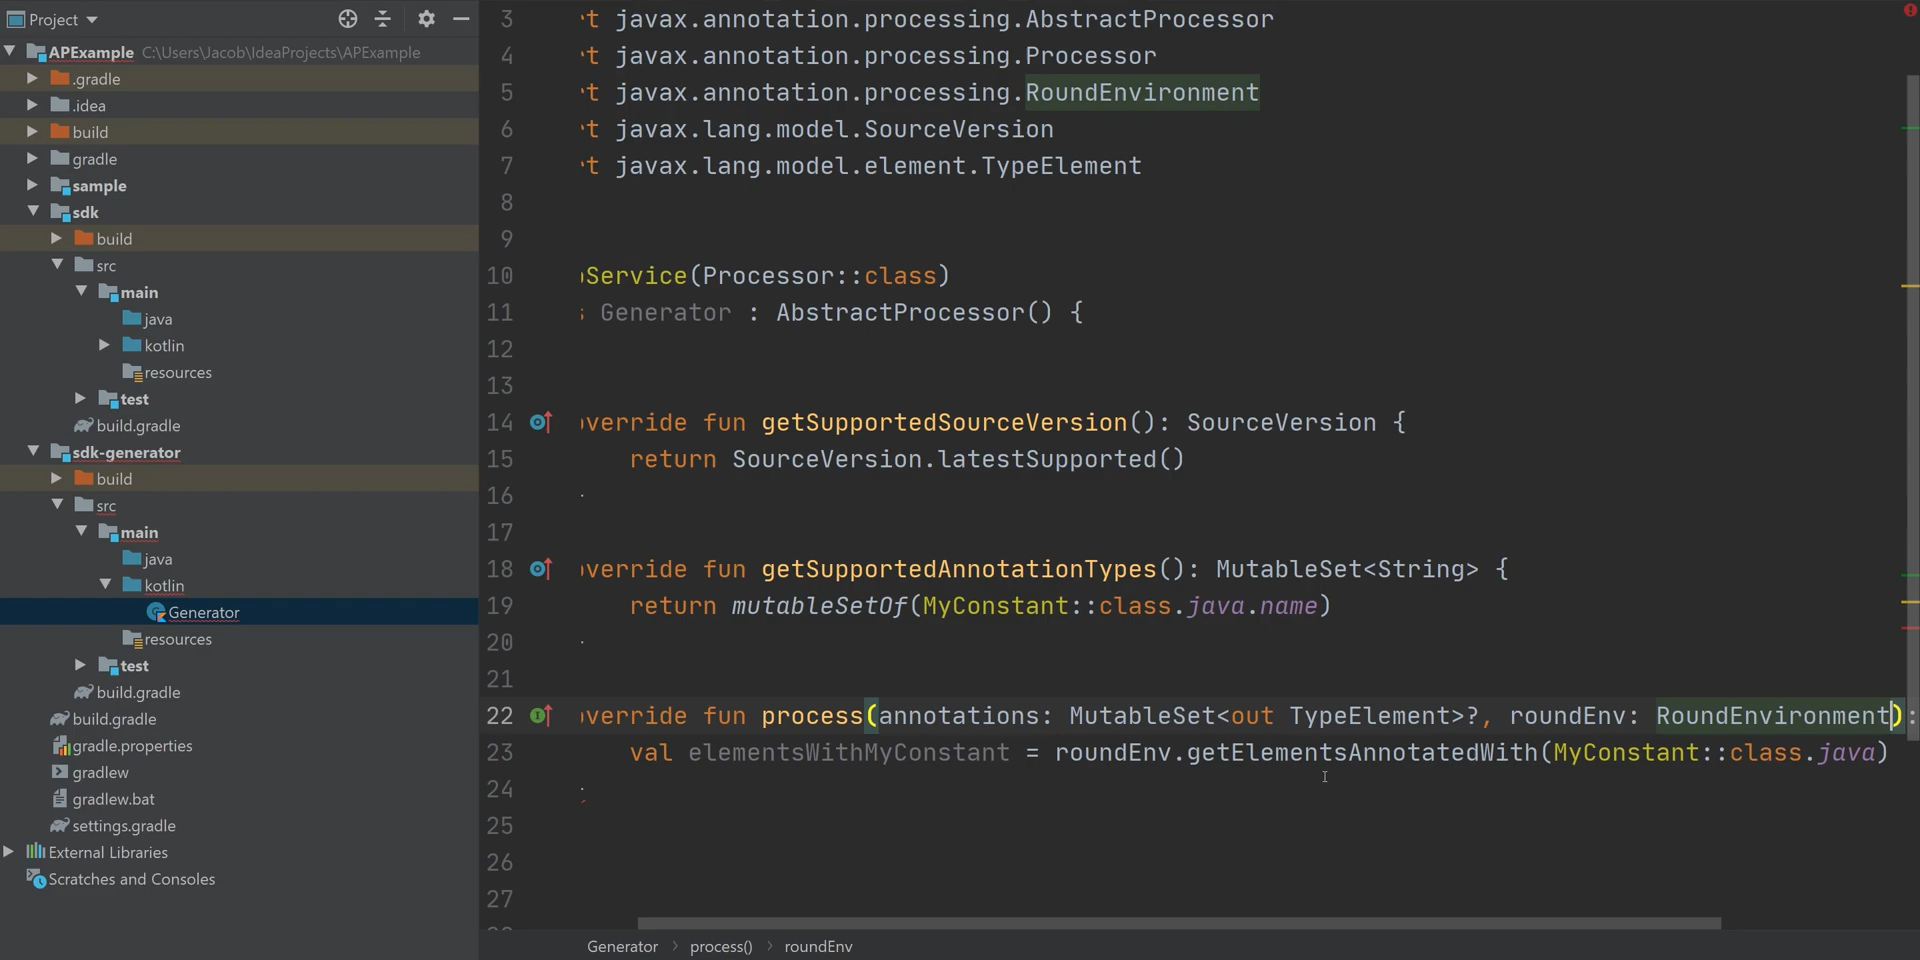 Project
APExample C:\Users\Jacob\IdeaProjects\APExample
.gradle
.idea
build
gradle
sample
sdk
build
src
main
java
kotlin
resources
test
build.gradle
sdk-generator
build
src
main
java
kotlin
Generator
resources
test
build.gradle
build.gradle
gradle.properties
gradlew
gradlew.bat
settings.gradle
External Libraries
Scratches and Consoles
3 t javax.annotation.processing.AbstractProcessor
4 t javax.annotation.processing.Processor
5 t javax.annotation.processing.RoundEnvironment
6 t javax.lang.model.SourceVersion
7 t javax.lang.model.element.TypeElement
8
9
10 Service(Processor::class)
11 Generator : AbstractProcessor() {
12
13
14 verride fun getSupportedSourceVersion(): SourceVersion {
15 return SourceVersion.latestSupported()
16
17
18 verride fun getSupportedAnnotationTypes(): MutableSet<String> {
19 return mutableSetOf(MyConstant::class.java.name)
20
21
22 verride fun process(annotations: MutableSet<out TypeElement>?, roundEnv: RoundEnvironment):
23 val elementsWithMyConstant = roundEnv.getElementsAnnotatedWith(MyConstant::class.java)
24
25
26
27
Generator > process() > roundEnv